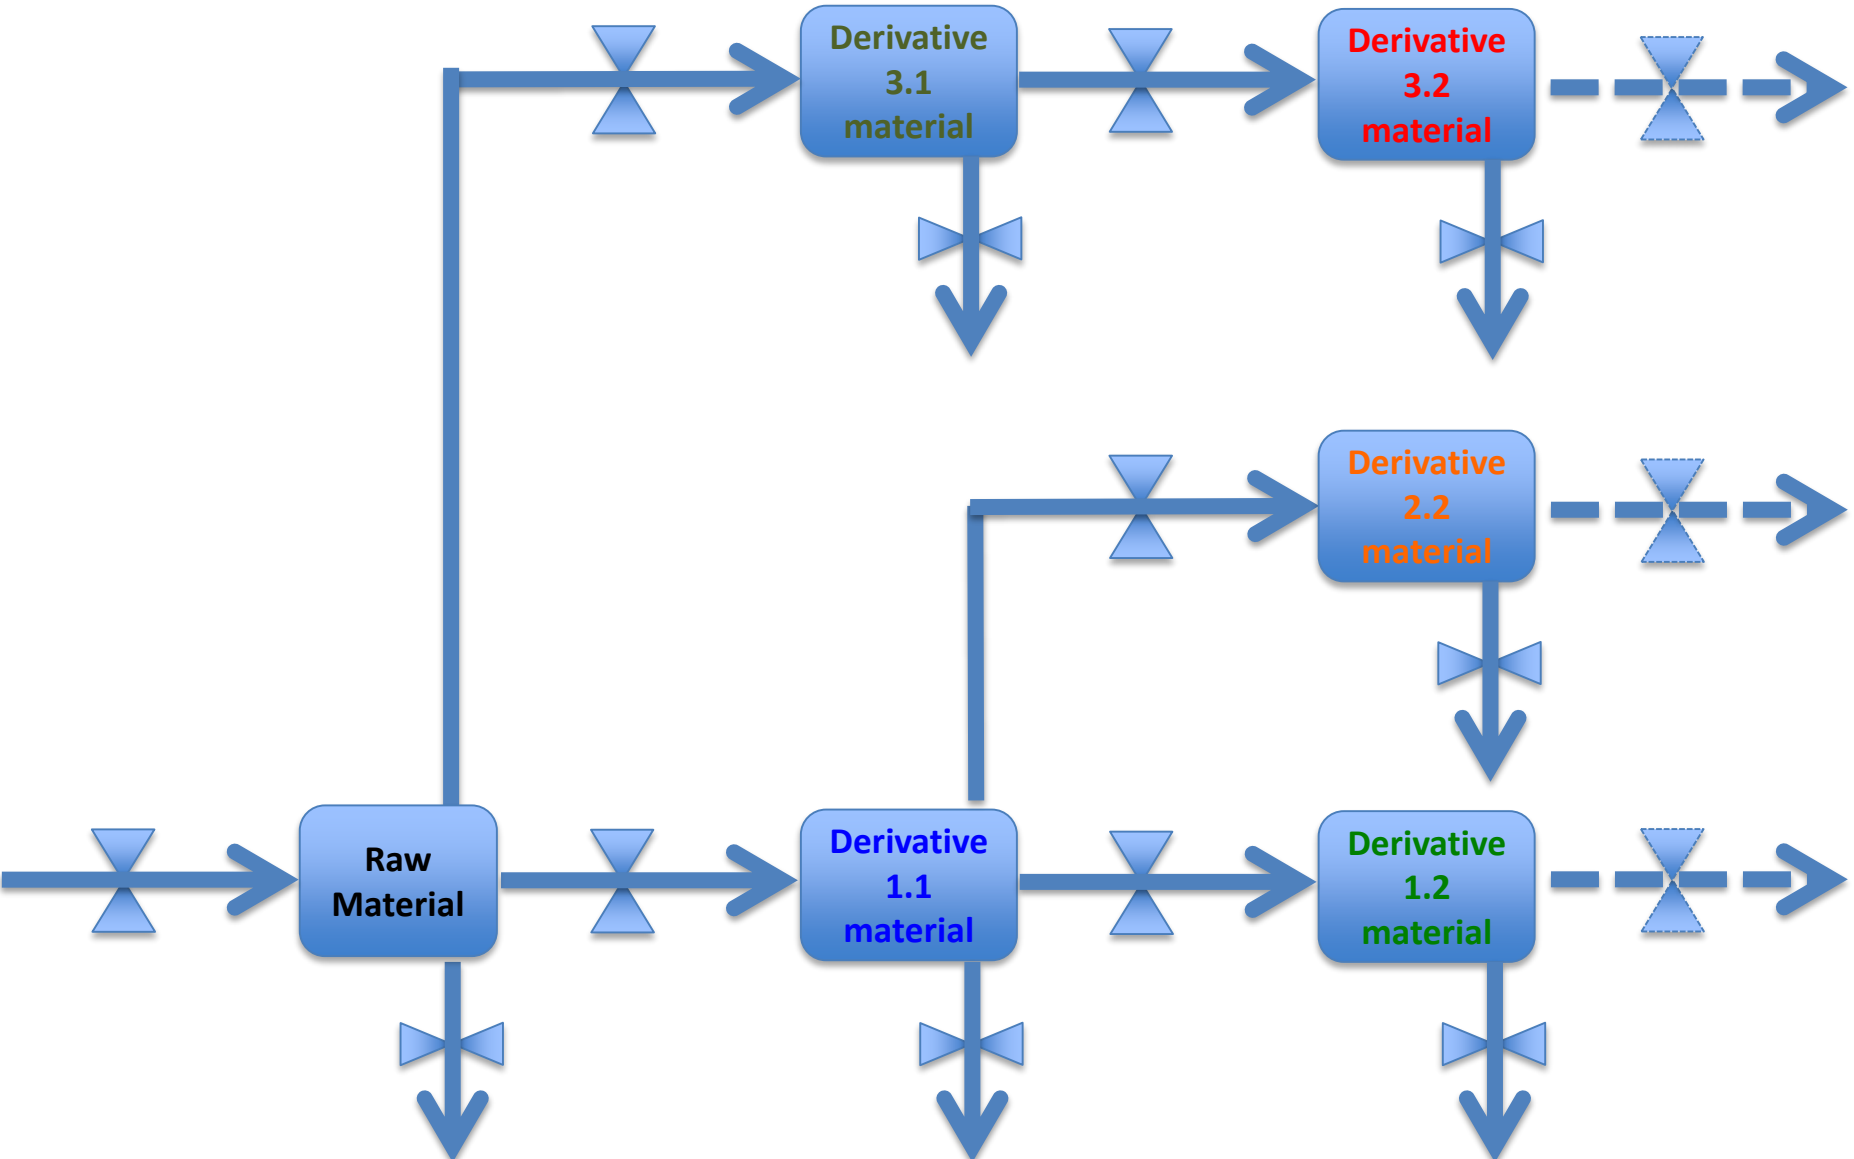 Derivative
3.1
material
Derivative
3.2
material
Derivative
2.2
material
Raw
Material
Derivative
1.1
material
Derivative
1.2
material